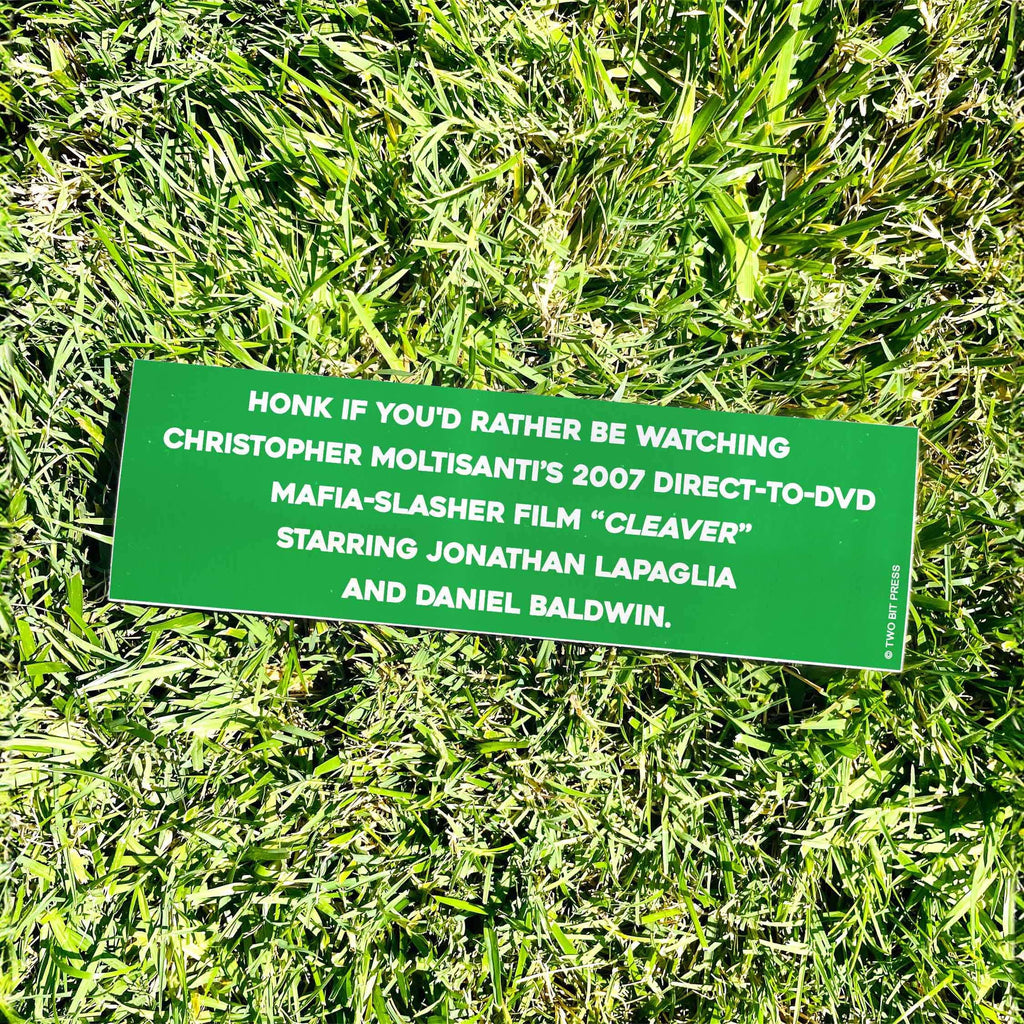 HONK IF YOU'D RATHER BE WATCHING
CHRISTOPHER MOLTISANTI’S 2007 DIRECT-TO-DVD
MAFIA-SLASHER FILM “CLEAVER”
STARRING JONATHAN LAPAGLIA
AND DANIEL BALDWIN.
© TWO BIT PRESS